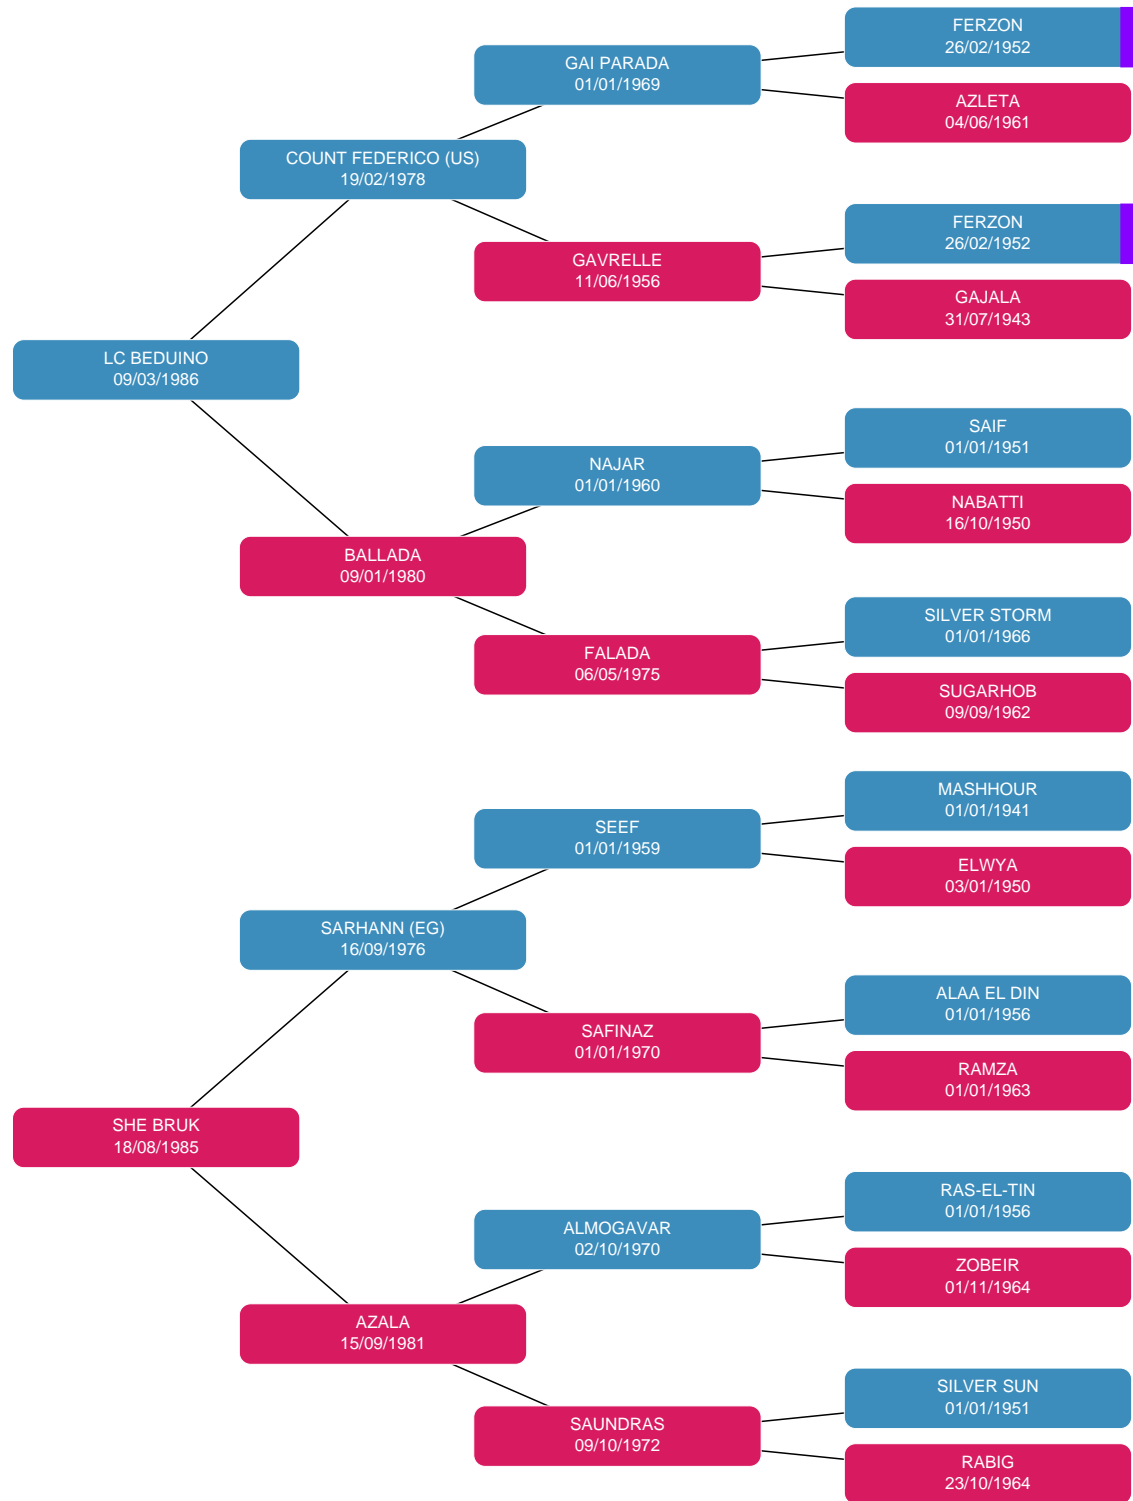 FERZON
26/02/1952
GAI PARADA
01/01/1969
AZLETA
04/06/1961
COUNT FEDERICO (US)
19/02/1978
FERZON
26/02/1952
GAVRELLE
11/06/1956
GAJALA
31/07/1943
LC BEDUINO
09/03/1986
SAIF
01/01/1951
NAJAR
01/01/1960
NABATTI
16/10/1950
BALLADA
09/01/1980
SILVER STORM
01/01/1966
FALADA
06/05/1975
SUGARHOB
09/09/1962
MASHHOUR
01/01/1941
SEEF
01/01/1959
ELWYA
03/01/1950
SARHANN (EG)
16/09/1976
ALAA EL DIN
01/01/1956
SAFINAZ
01/01/1970
RAMZA
01/01/1963
SHE BRUK
18/08/1985
RAS-EL-TIN
01/01/1956
ALMOGAVAR
02/10/1970
ZOBEIR
01/11/1964
AZALA
15/09/1981
SILVER SUN
01/01/1951
SAUNDRAS
09/10/1972
RABIG
23/10/1964